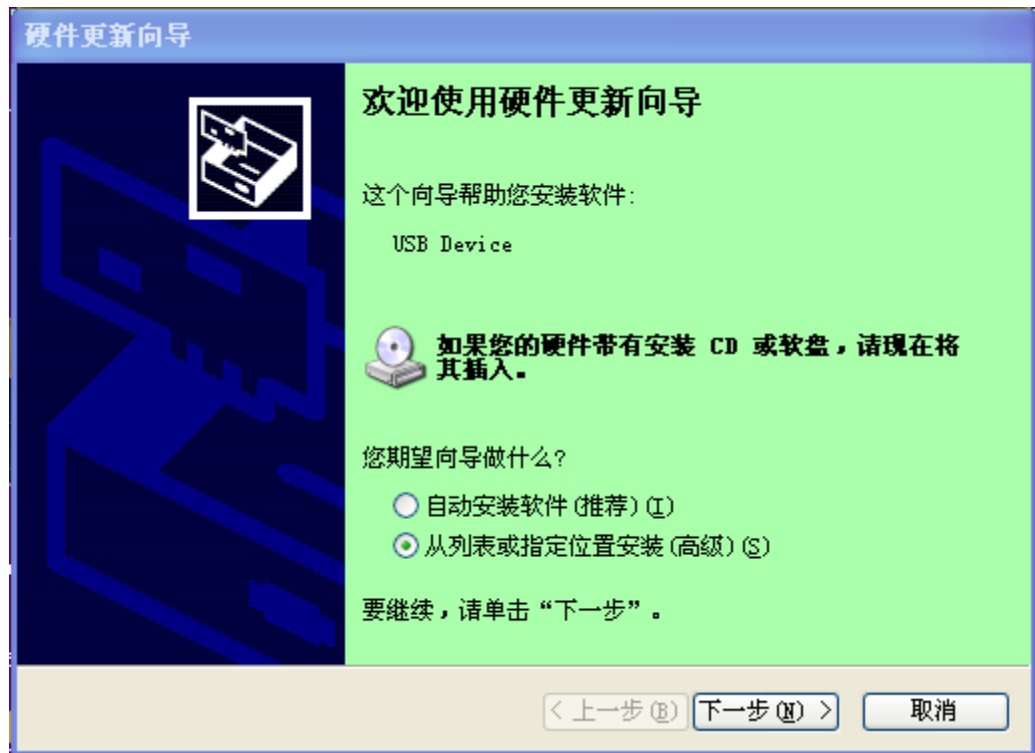 硬件更新向导
欢迎使用硬件更新向导
这个向导帮助您安装软件:
USB Device
如果您的硬件带有安装 CD 或软盘，请现在将
其插入。
您期望向导做什么?
自动安装软件(推荐)(I)
从列表或指定位置安装(高级)(S)
要继续，请单击“下一步”。
< 上一步(B) 下一步(N) > 取消